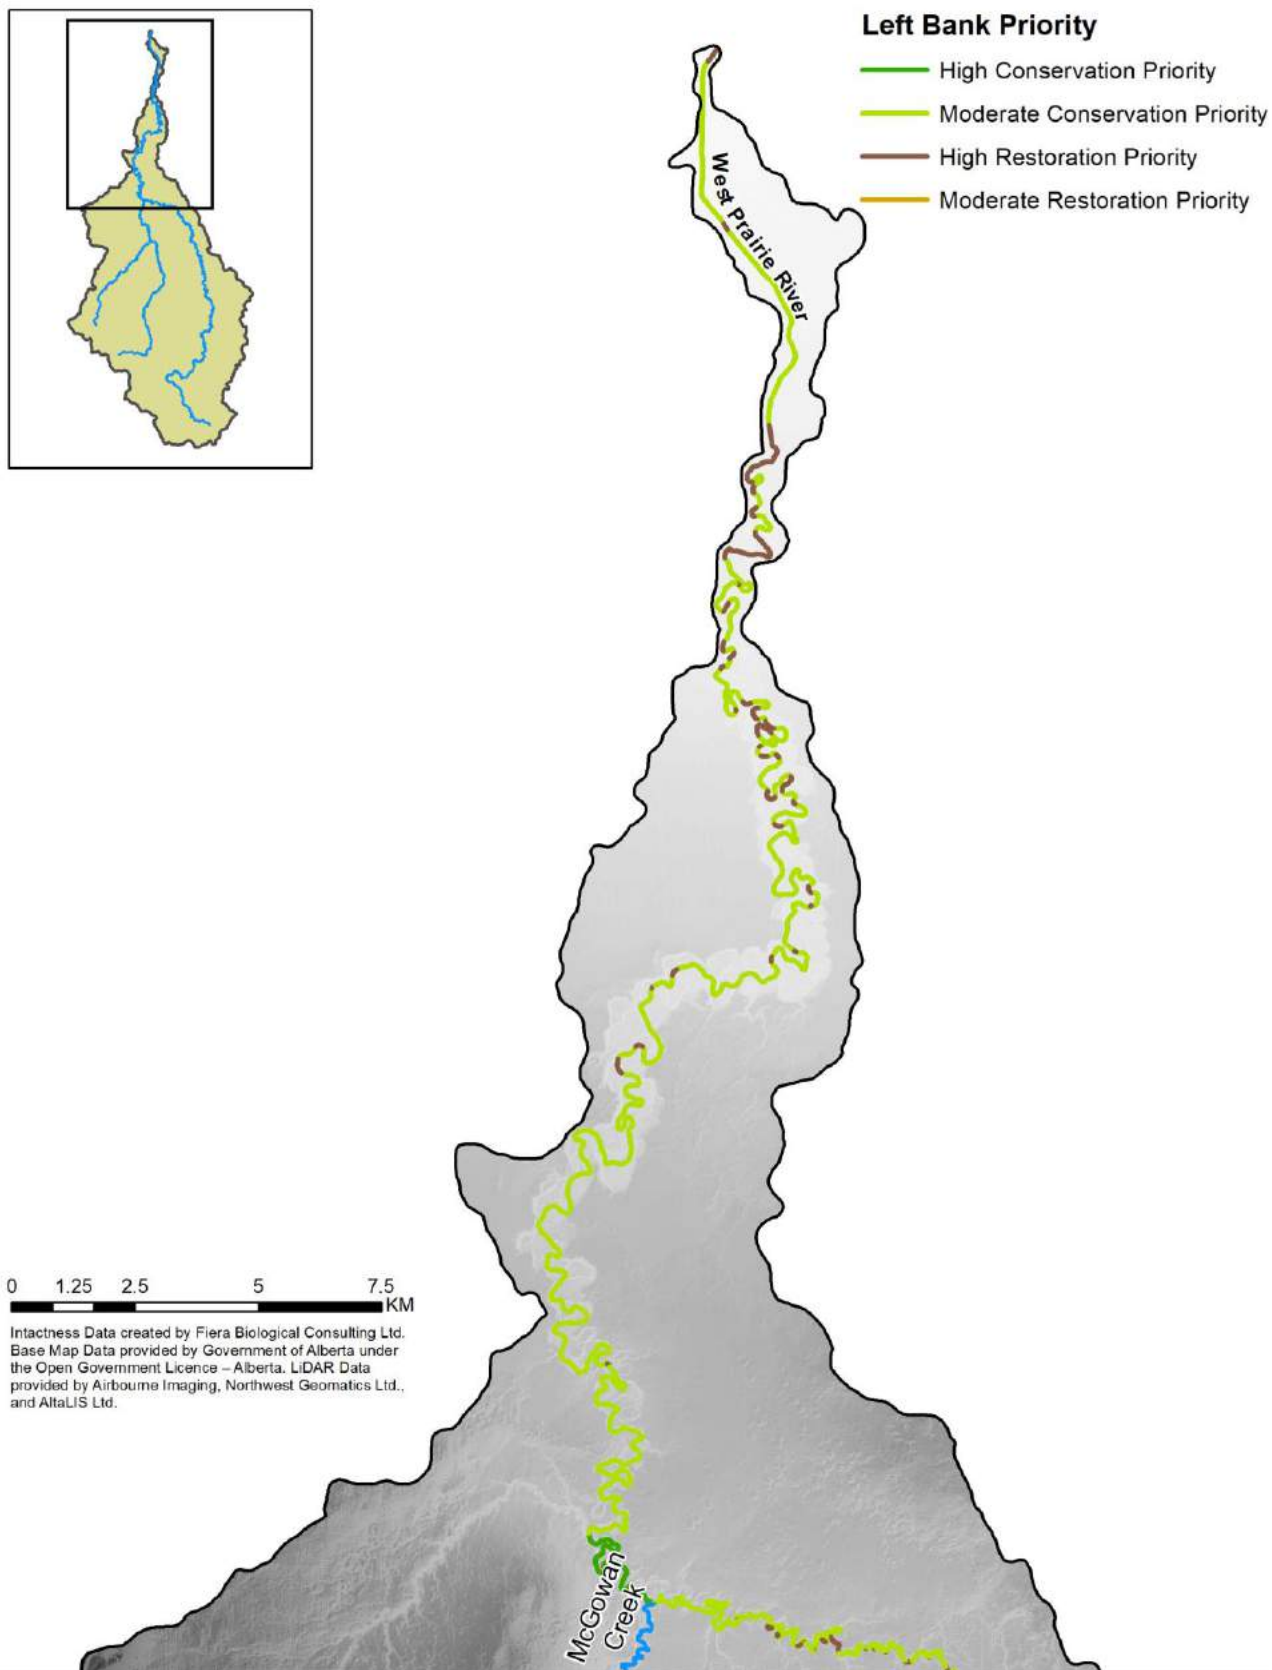 Left Bank Priority
High Conservation Priority
Moderate Conservation Priority
High Restoration Priority
Moderate Restoration Priority
West Prairie River
0 1.25 2.5 5 7.5
KM
Intactness Data created by Fiera Biological Consulting Ltd.
Base Map Data provided by Government of Alberta under
the Open Government Licence – Alberta. LiDAR Data
provided by Airbourne Imaging, Northwest Geomatics Ltd.,
and AltaLIS Ltd.
McGowan
Creek